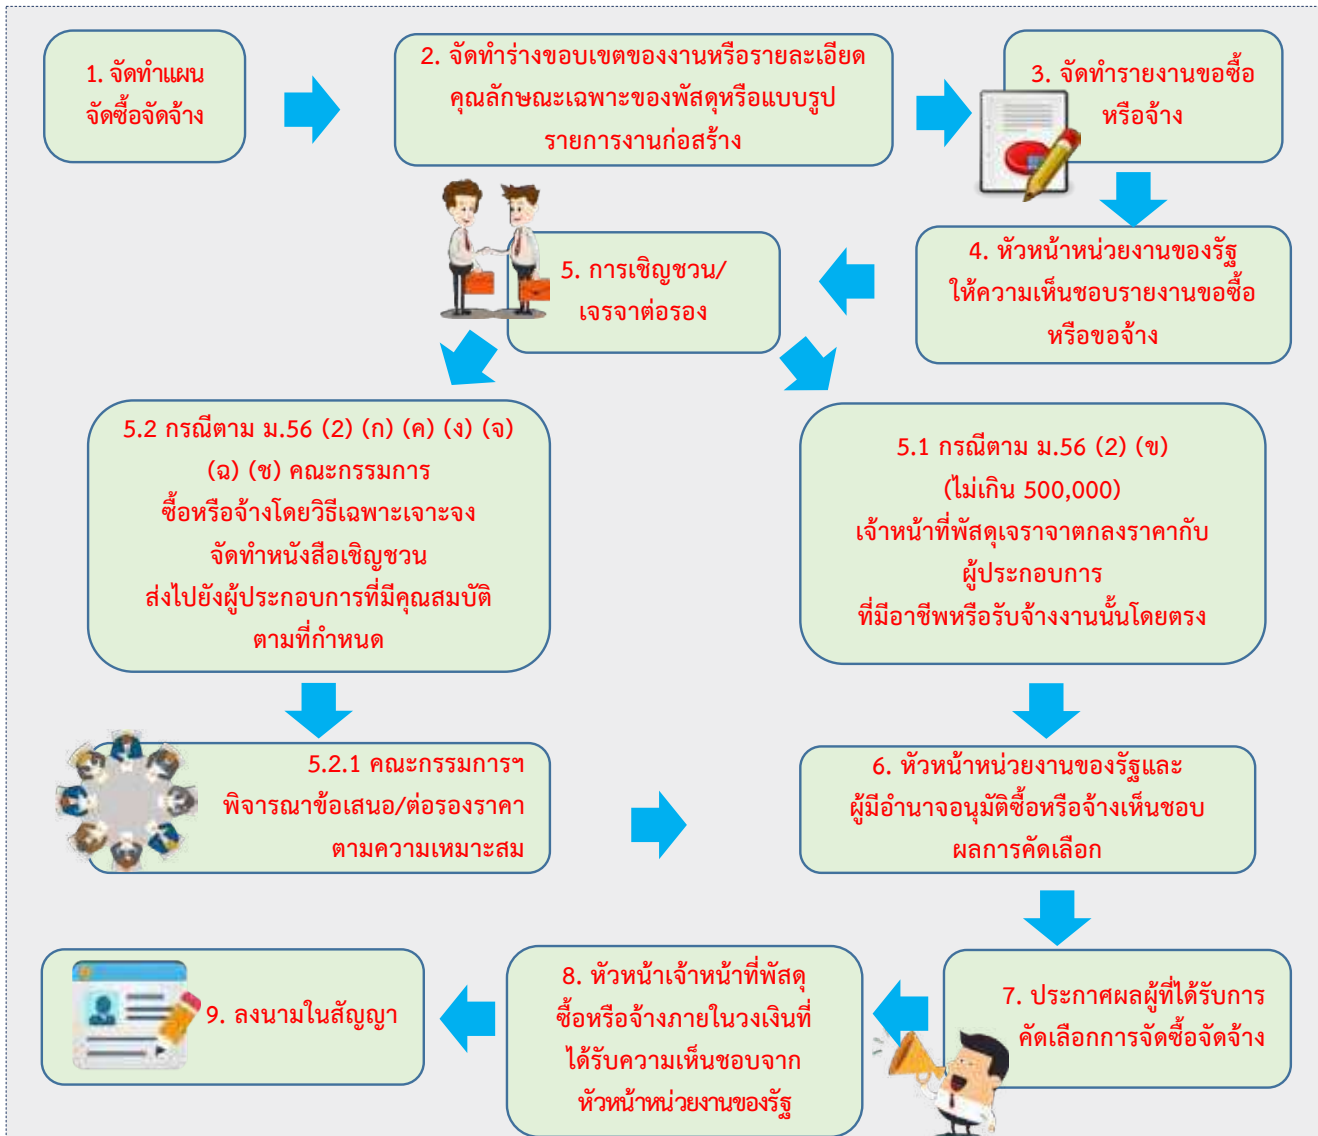 1. จัดทำแผน
จัดซื้อจัดจ้าง
2. จัดทำร่างขอบเขตของงานหรือรายละเอียด
คุณลักษณะเฉพาะของพัสดุหรือแบบรูป
รายการงานก่อสร้าง
3. จัดทำรายงานขอซื้อ
หรือจ้าง
4. หัวหน้าหน่วยงานของรัฐ
ให้ความเห็นชอบรายงานขอซื้อ
หรือขอจ้าง
5. การเชิญชวน/
เจรจาต่อรอง
5.2 กรณีตาม ม.56 (2) (ก) (ค) (ง) (จ)
(ฉ) (ช) คณะกรรมการ
ซื้อหรือจ้างโดยวิธีเฉพาะเจาะจง
จัดทำหนังสือเชิญชวน
ส่งไปยังผู้ประกอบการที่มีคุณสมบัติ
ตามที่กำหนด
5.1 กรณีตาม ม.56 (2) (ข)
(ไม่เกิน 500,000)
เจ้าหน้าที่พัสดุเจราจาตกลงราคากับ
ผู้ประกอบการ
ที่มีอาชีพหรือรับจ้างงานนั้นโดยตรง
5.2.1 คณะกรรมการฯ
พิจารณาข้อเสนอ/ต่อรองราคา
ตามความเหมาะสม
6. หัวหน้าหน่วยงานของรัฐและ
ผู้มีอำนาจอนุมัติซื้อหรือจ้างเห็นชอบ
ผลการคัดเลือก
7. ประกาศผลผู้ที่ได้รับการ
คัดเลือกการจัดซื้อจัดจ้าง
8. หัวหน้าเจ้าหน้าที่พัสดุ
ซื้อหรือจ้างภายในวงเงินที่
ได้รับความเห็นชอบจาก
หัวหน้าหน่วยงานของรัฐ
9. ลงนามในสัญญา